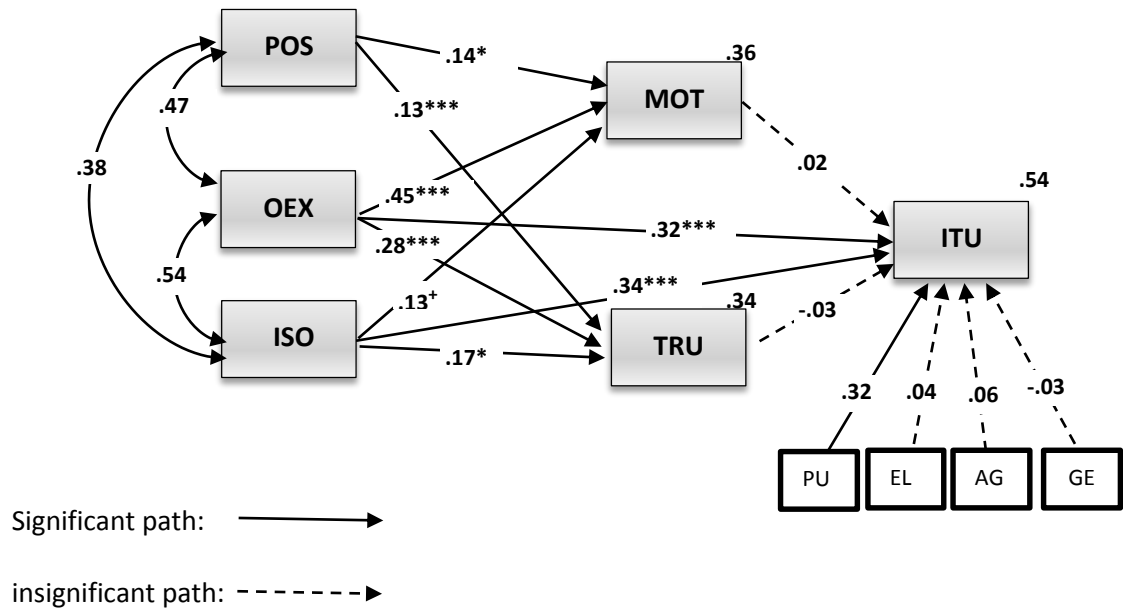 POS
.14*
.36
MOT
.47
.13***
.38
.02
.54
OEX
.45***
.32***
ITU
.28***
.54
.34***
.34
.13+
-.03
ISO
.17*
TRU
.32
.04
.06
-.03
PU
EL
AG
GE
Significant path:
insignificant path: